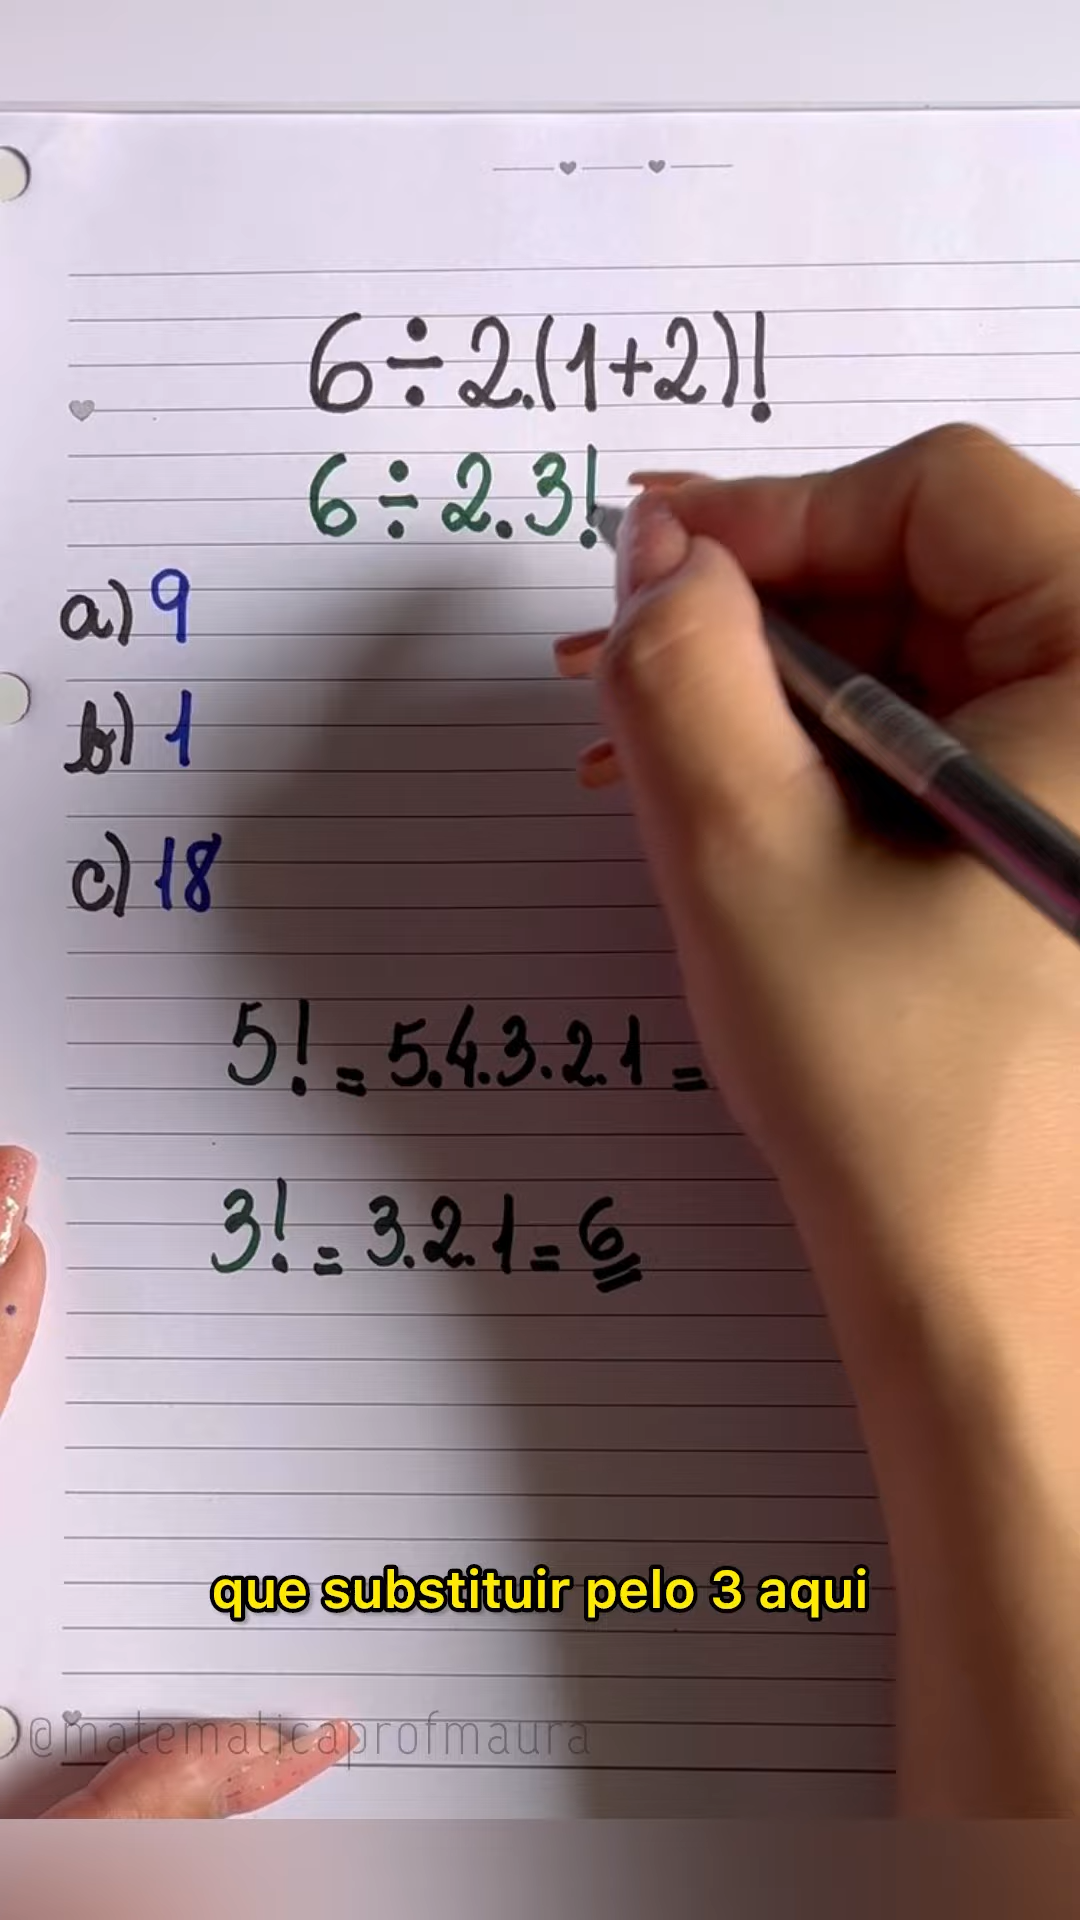 6÷2.(1+2)!
6÷2.3!
a) 9
b) 1
c) 18
5! = 5.4.3.2.1 =
3! = 3.2.1 = 6
que substituir pelo 3 aqui
@matematicaprofmaura